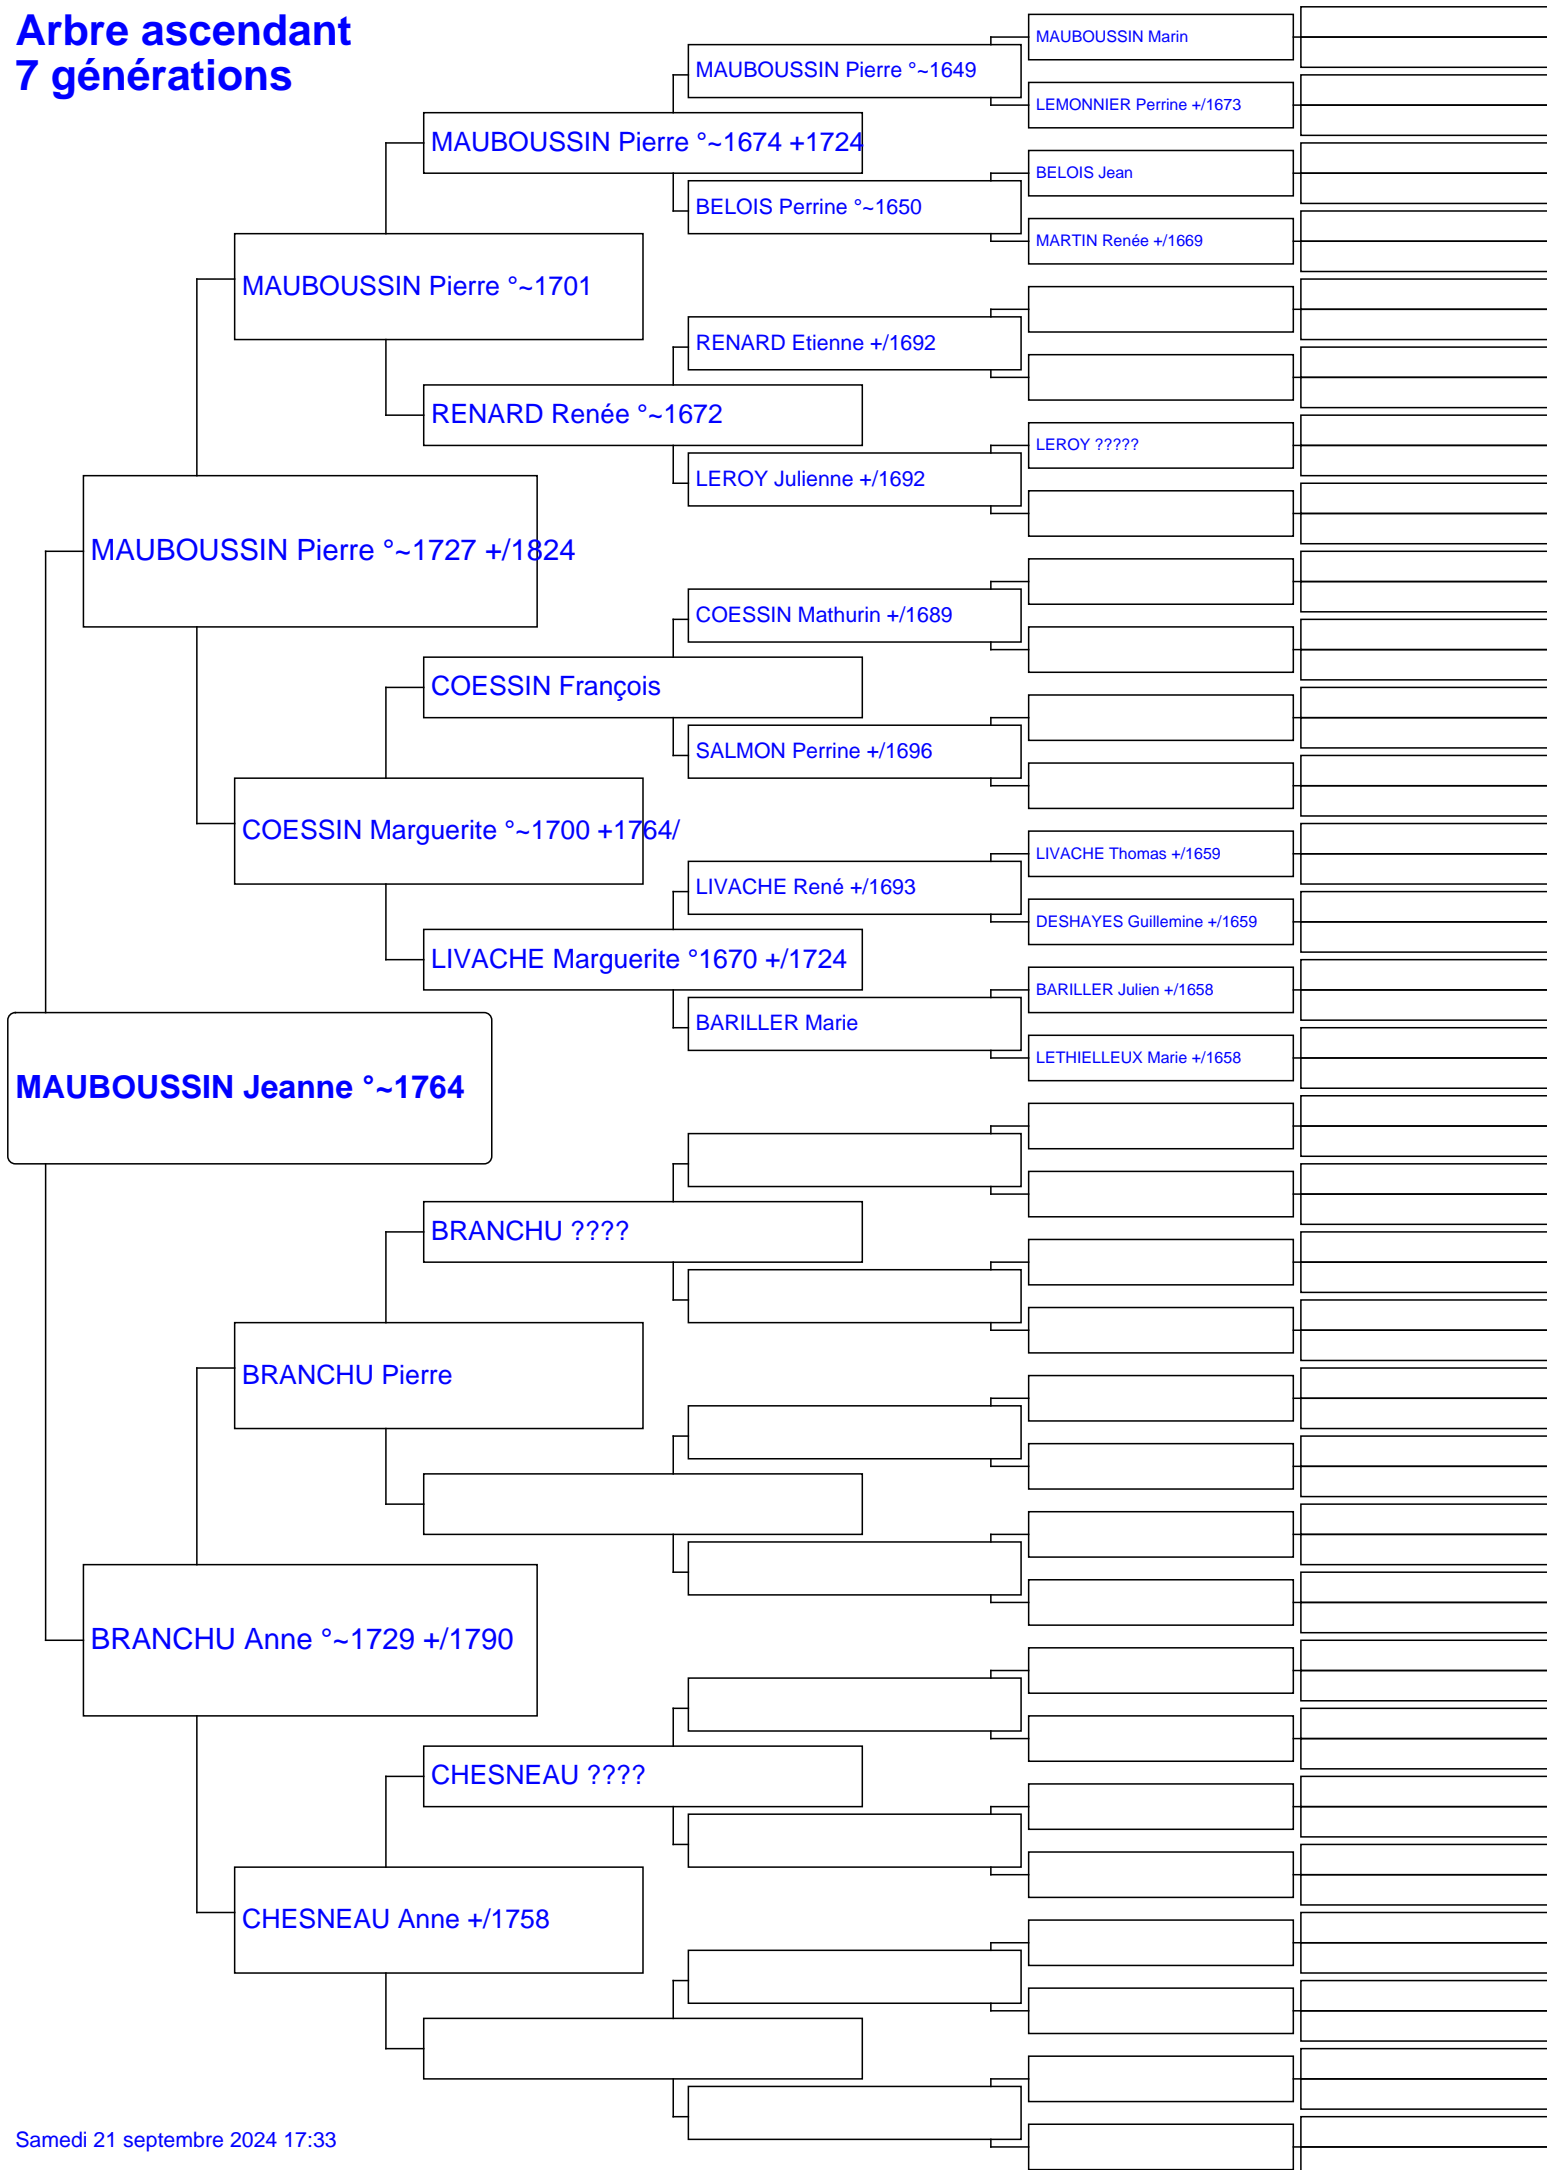 Arbre ascendant
7 générations
MAUBOUSSIN Marin
MAUBOUSSIN Pierre °~1649
LEMONNIER Perrine +/1673
MAUBOUSSIN Pierre °~1674 +1724
BELOIS Jean
BELOIS Perrine °~1650
MARTIN Renée +/1669
MAUBOUSSIN Pierre °~1701
RENARD Etienne +/1692
RENARD Renée °~1672
LEROY ?????
LEROY Julienne +/1692
MAUBOUSSIN Pierre °~1727 +/1824
COESSIN Mathurin +/1689
COESSIN François
SALMON Perrine +/1696
COESSIN Marguerite °~1700 +1764/
LIVACHE Thomas +/1659
LIVACHE René +/1693
DESHAYES Guillemine +/1659
LIVACHE Marguerite °1670 +/1724
BARILLER Julien +/1658
BARILLER Marie
LETHIELLEUX Marie +/1658
MAUBOUSSIN Jeanne °~1764
BRANCHU ????
BRANCHU Pierre
BRANCHU Anne °~1729 +/1790
CHESNEAU ????
CHESNEAU Anne +/1758
Samedi 21 septembre 2024 17:33